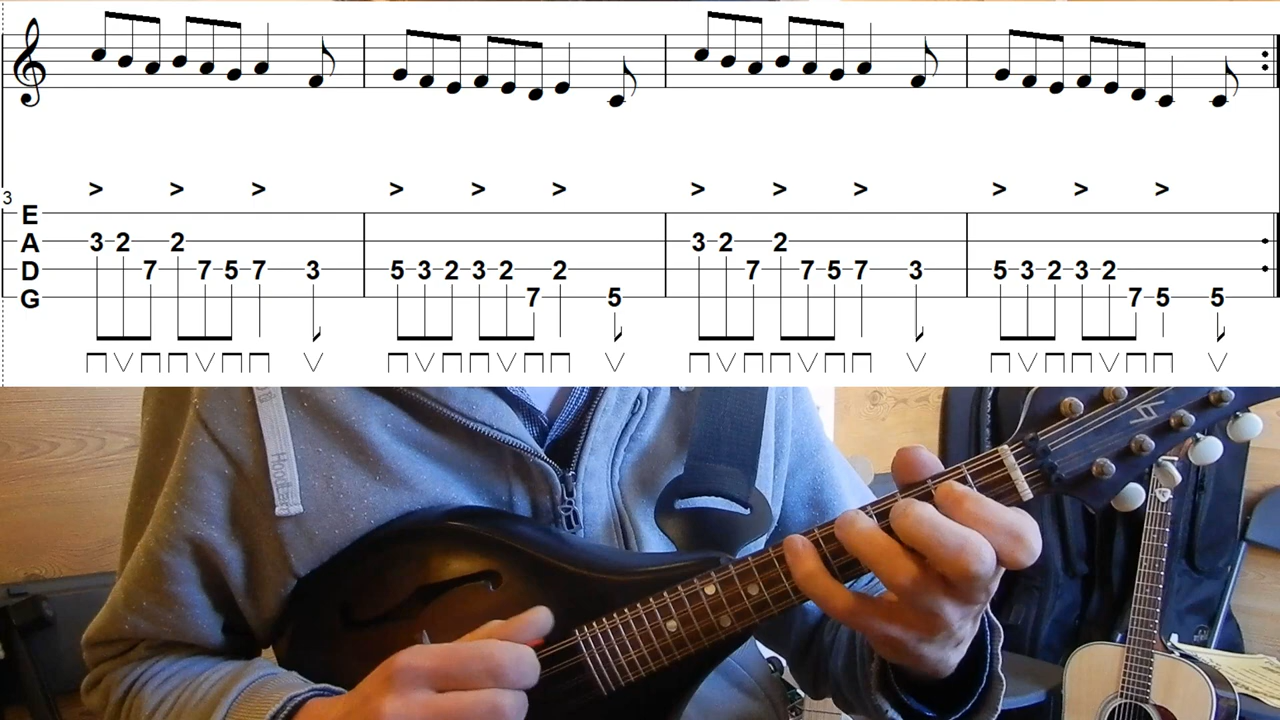 > > > > > > > > > > > >
3
E
A 3 2 2 3 2 2
D 7 7 5 7 3 5 3 2 3 2 2 7 7 5 7 3 5 3 2 3 2
G 7 5 7 5 5